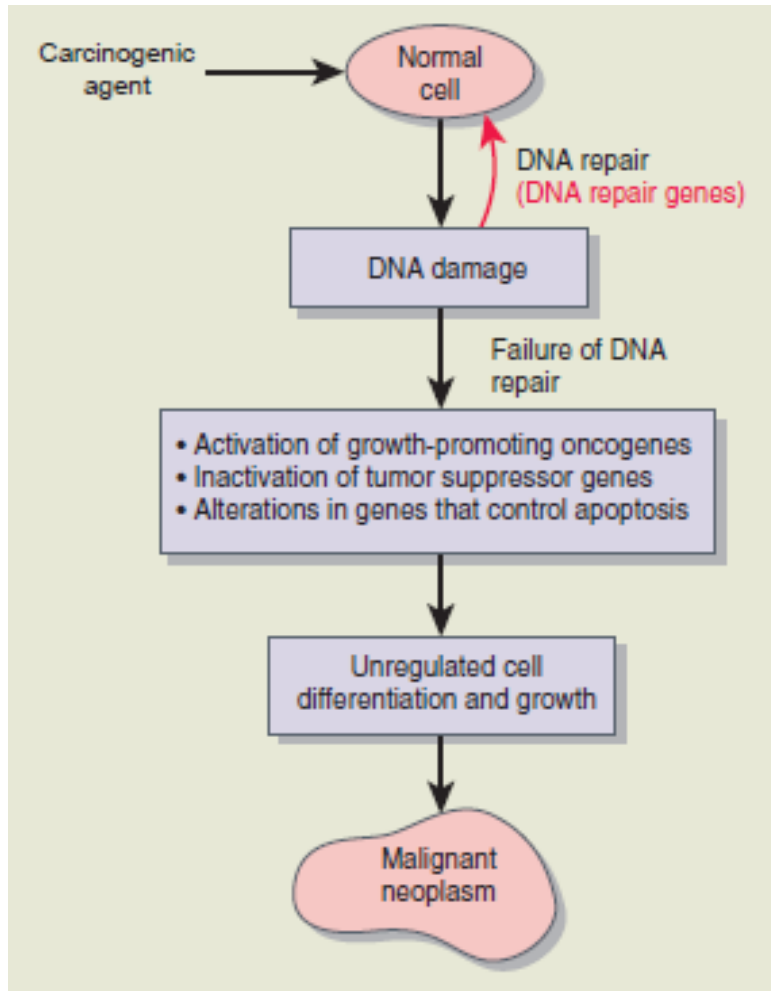 Carcinogenic
agent
Normal
cell
DNA repair
(DNA repair genes)
DNA damage
Failure of DNA
repair
• Activation of growth-promoting oncogenes
• Inactivation of tumor suppressor genes
• Alterations in genes that control apoptosis
Unregulated cell
differentiation and growth
Malignant
neoplasm